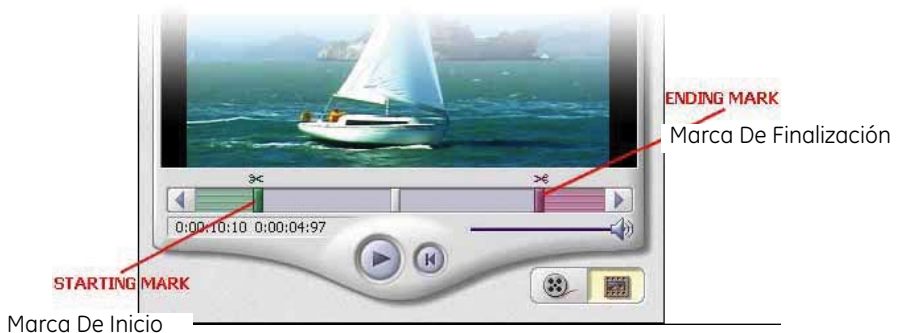 ENDING MARK
Marca De Finalización
0:00:10:10 0:00:04:97
STARTING MARK
Marca De Inicio